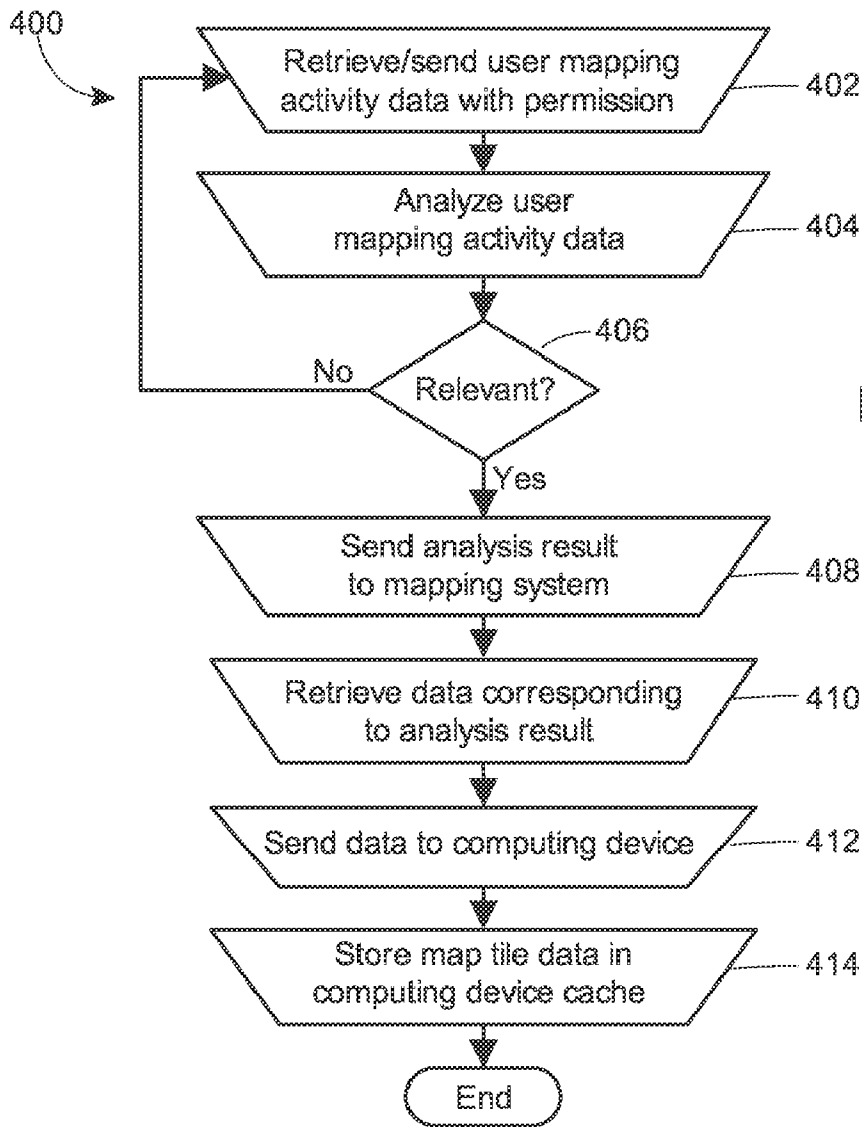 400
Retrieve/send user mapping
activity data with permission
402
Analyze user
mapping activity data
404
406
Relevant?
No
Yes
Send analysis result
to mapping system
408
Retrieve data corresponding
to analysis result
410
Send data to computing device
412
Store map tile data in
computing device cache
414
End